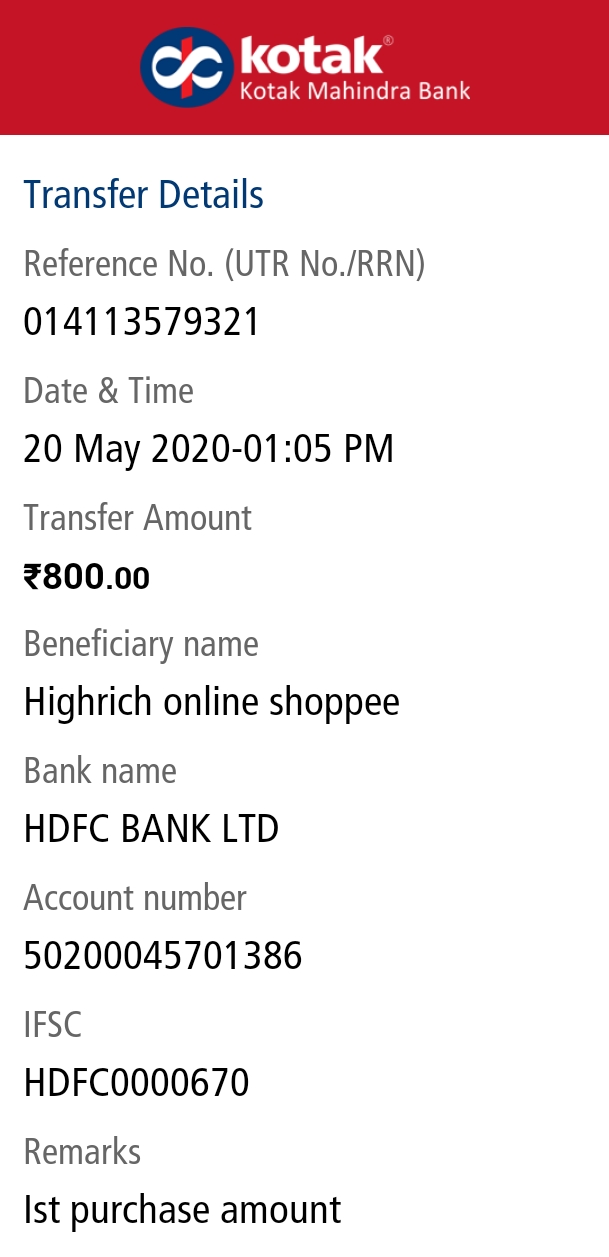 kotak®
Kotak Mahindra Bank
Transfer Details
Reference No. (UTR No./RRN)
014113579321
Date & Time
20 May 2020-01:05 PM
Transfer Amount
₹800.00
Beneficiary name
Highrich online shoppee
Bank name
HDFC BANK LTD
Account number
50200045701386
IFSC
HDFC0000670
Remarks
Ist purchase amount